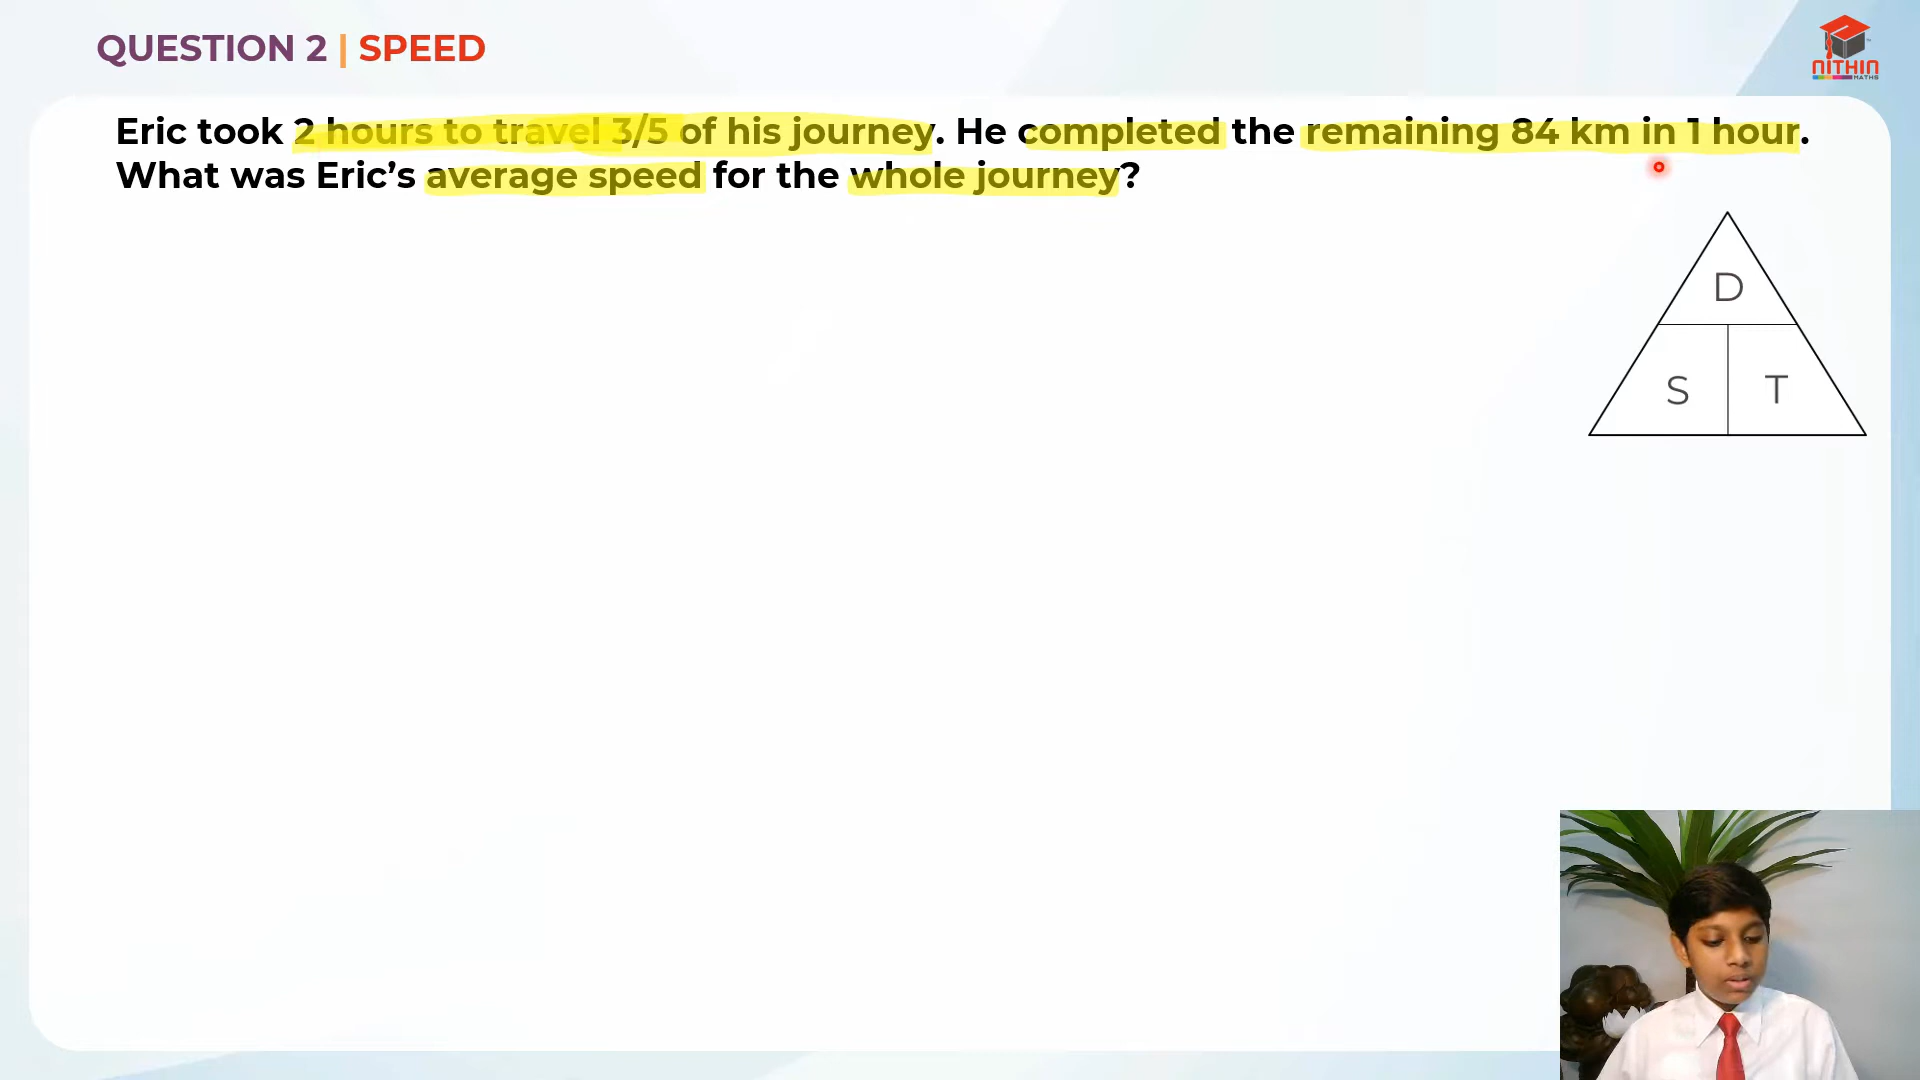 QUESTION 2 | SPEED
NITHIN
MATHS
Eric took 2 hours to travel 3/5 of his journey. He completed the remaining 84 km in 1 hour.
What was Eric’s average speed for the whole journey?
D
S T